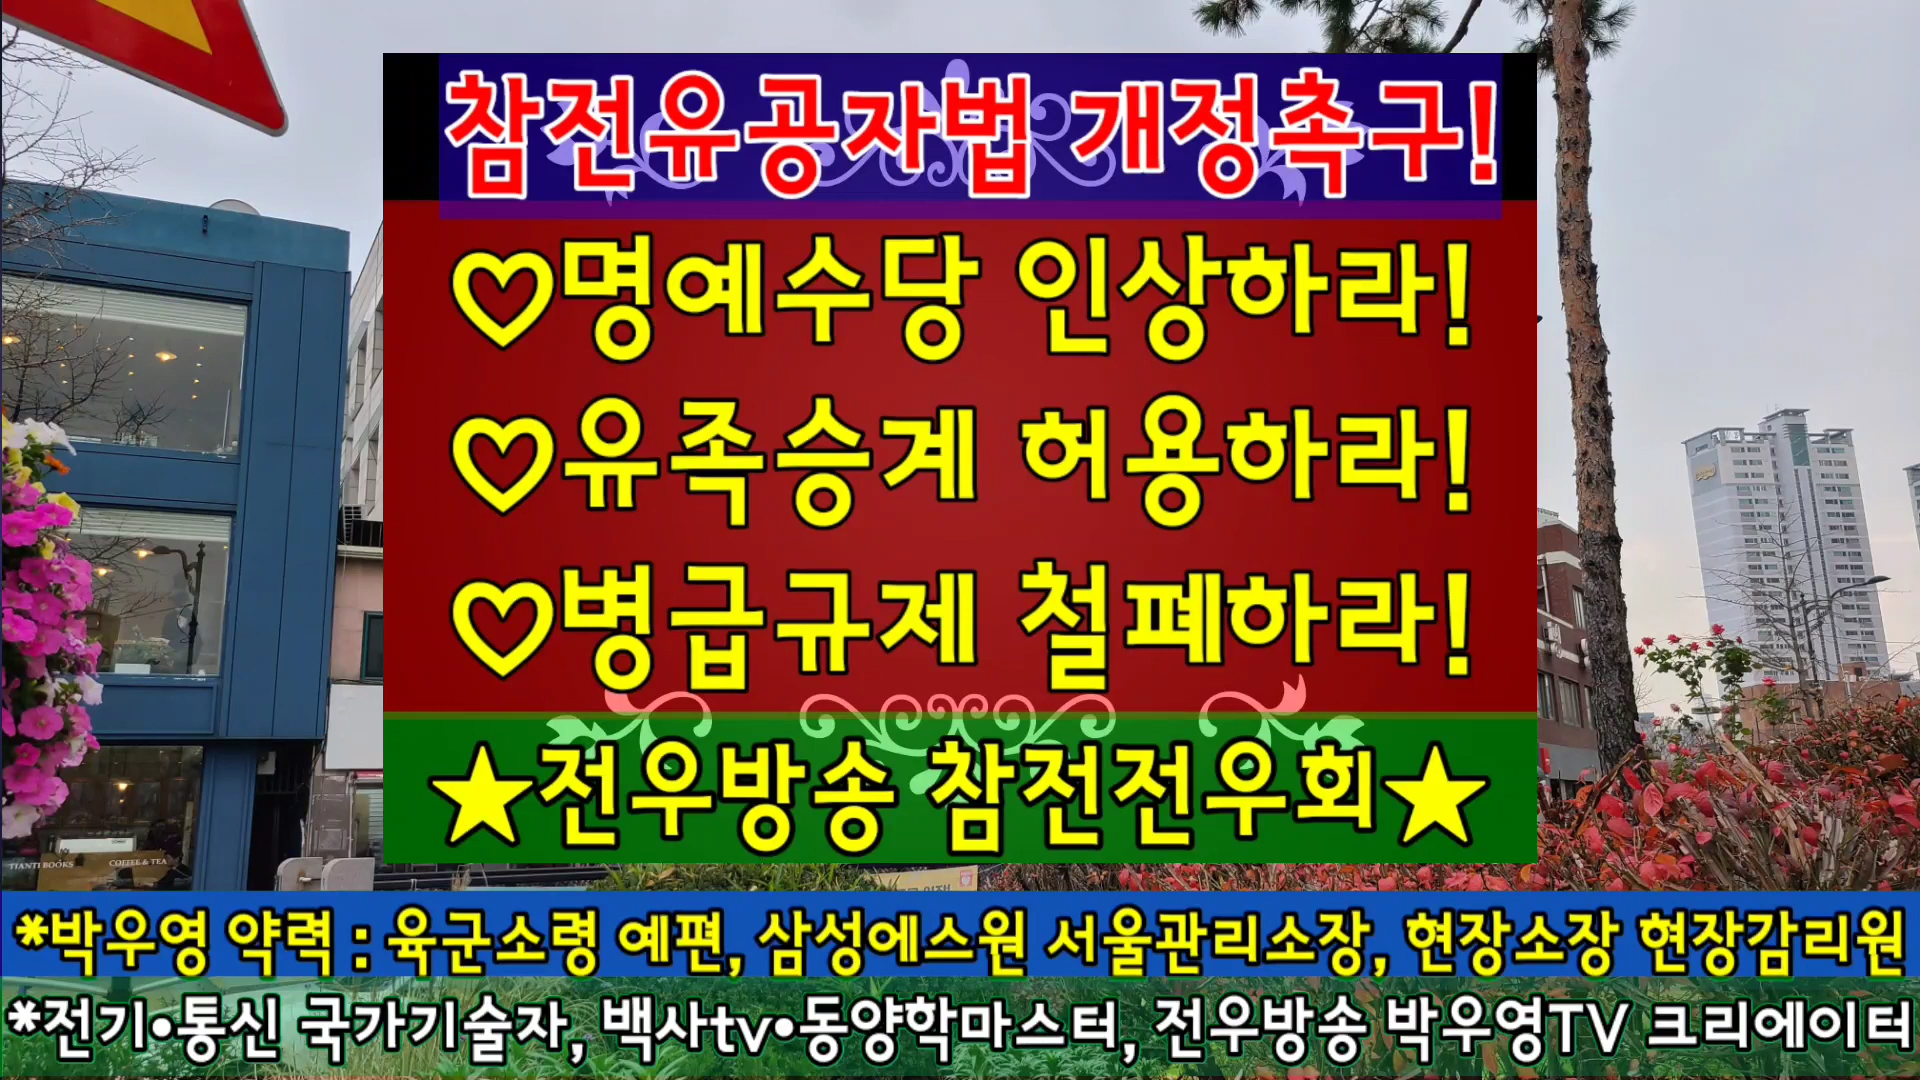 참전유공자법 개정촉구!
♡명예수당 인상하라!
♡유족승계 허용하라!
♡병급규제 철폐하라!
★전우방송 참전전우회★
TIANTI BOOKS COFFEE & TEA
*박우영 약력 : 육군소령 예편, 삼성에스원 서울관리소장, 현장소장 현장감리원
*전기•통신 국가기술자, 백사tv•동양학마스터, 전우방송 박우영TV 크리에이터